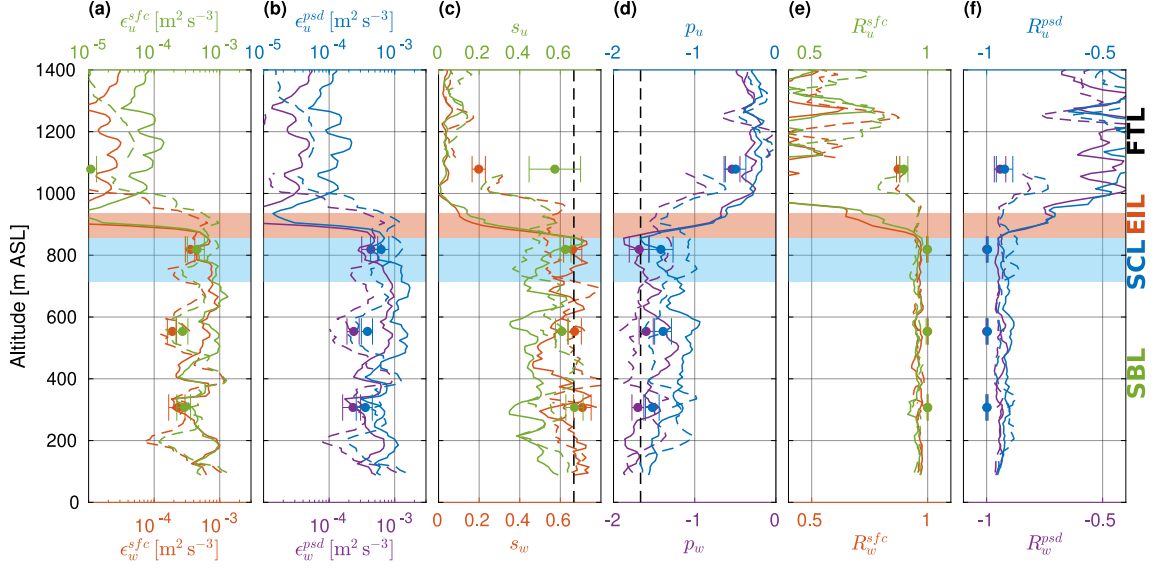 (a) (b) (c) (d) (e) (f)
ϵ_u^{sfc} [m² s⁻³] ϵ_u^{psd} [m² s⁻³] s_u p_u R_u^{sfc} R_u^{psd}
10⁻⁵ 10⁻⁴ 10⁻³ 10⁻⁵ 10⁻⁴ 10⁻³ 0 0.2 0.4 0.6 -2 -1 0 0.5 1 -1 -0.5
1400
1200
1000
800
600
400
200
0
Altitude [m ASL]
FTL
EIL
SCL
SBL
10⁻⁴ 10⁻³ 10⁻⁴ 10⁻³ 0 0.2 0.4 0.6 -2 -1 0 0.5 1 -1 -0.5
ϵ_w^{sfc} [m² s⁻³] ϵ_w^{psd} [m² s⁻³] s_w p_w R_w^{sfc} R_w^{psd}